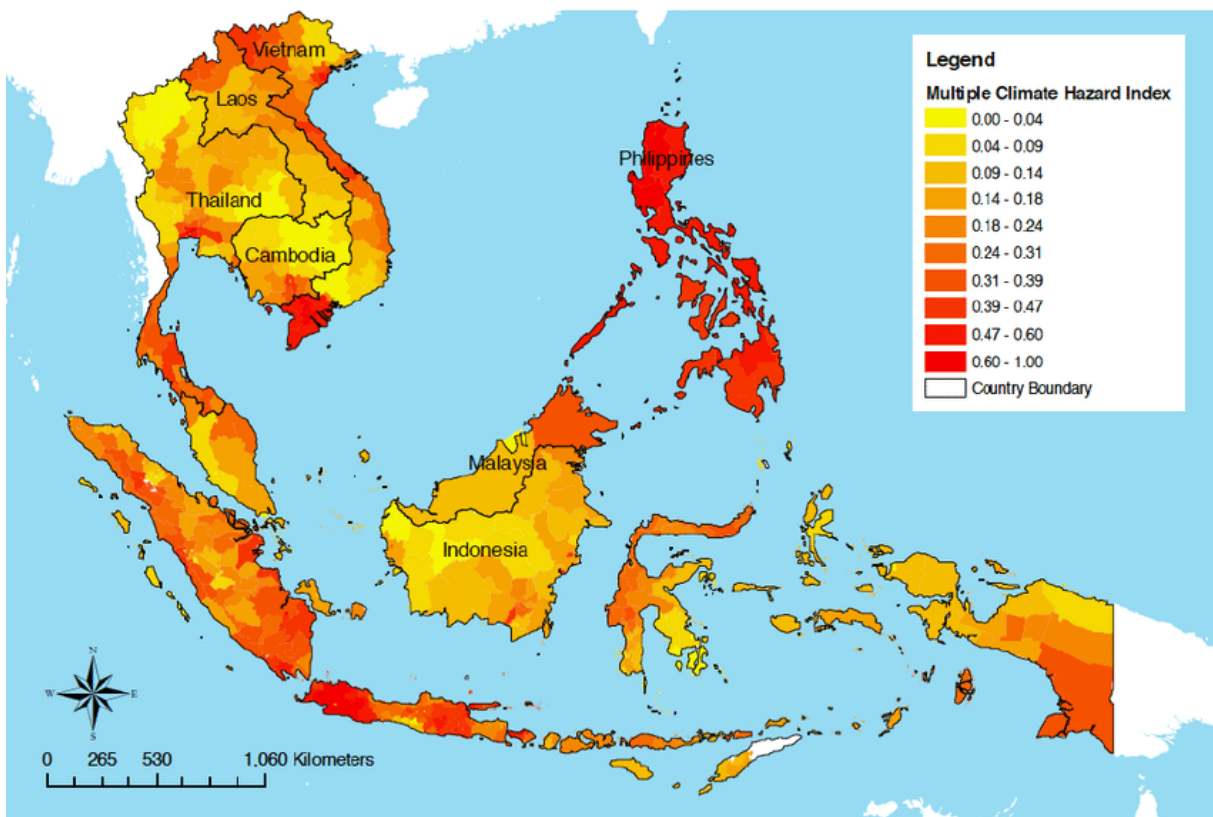 Vietnam
Laos
Thailand
Cambodia
Philippines
Malaysia
Indonesia
Legend
Multiple Climate Hazard Index
0.00 - 0.04
0.04 - 0.09
0.09 - 0.14
0.14 - 0.18
0.18 - 0.24
0.24 - 0.31
0.31 - 0.39
0.39 - 0.47
0.47 - 0.60
0.60 - 1.00
Country Boundary
N
W E
S
0 265 530 1,060 Kilometers